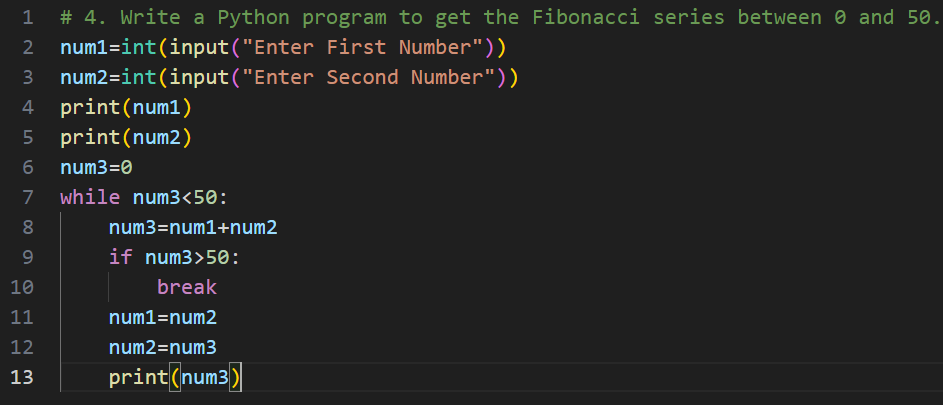 1 # 4. Write a Python program to get the Fibonacci series between 0 and 50.
2 num1=int(input("Enter First Number"))
3 num2=int(input("Enter Second Number"))
4 print(num1)
5 print(num2)
6 num3=0
7 while num3<50:
8     num3=num1+num2
9     if num3>50:
10         break
11     num1=num2
12     num2=num3
13     print(num3)